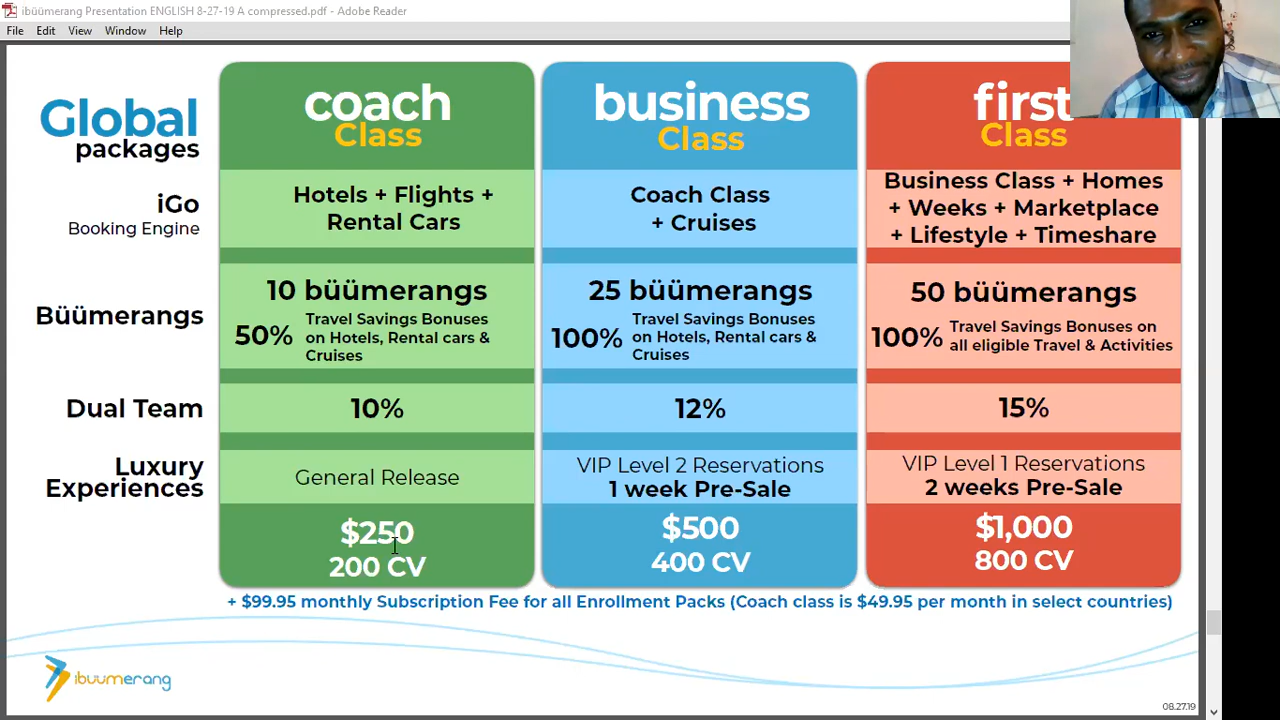 ibüümerang Presentation ENGLISH 8-27-19 A compressed.pdf - Adobe Reader
File Edit View Window Help
Global
packages
coach
Class
business
Class
first
Class
iGo
Booking Engine
Hotels + Flights +
Rental Cars
Coach Class
+ Cruises
Business Class + Homes
+ Weeks + Marketplace
+ Lifestyle + Timeshare
Büümerangs
10 büümerangs
50%
Travel Savings Bonuses
on Hotels, Rental cars &
Cruises
25 büümerangs
100%
Travel Savings Bonuses
on Hotels, Rental cars &
Cruises
50 büümerangs
100%
Travel Savings Bonuses on
all eligible Travel & Activities
Dual Team
10%
12%
15%
Luxury
Experiences
General Release
VIP Level 2 Reservations
1 week Pre-Sale
VIP Level 1 Reservations
2 weeks Pre-Sale
$250
200 CV
$500
400 CV
$1,000
800 CV
+ $99.95 monthly Subscription Fee for all Enrollment Packs (Coach class is $49.95 per month in select countries)
ibuumerang
08.27.19